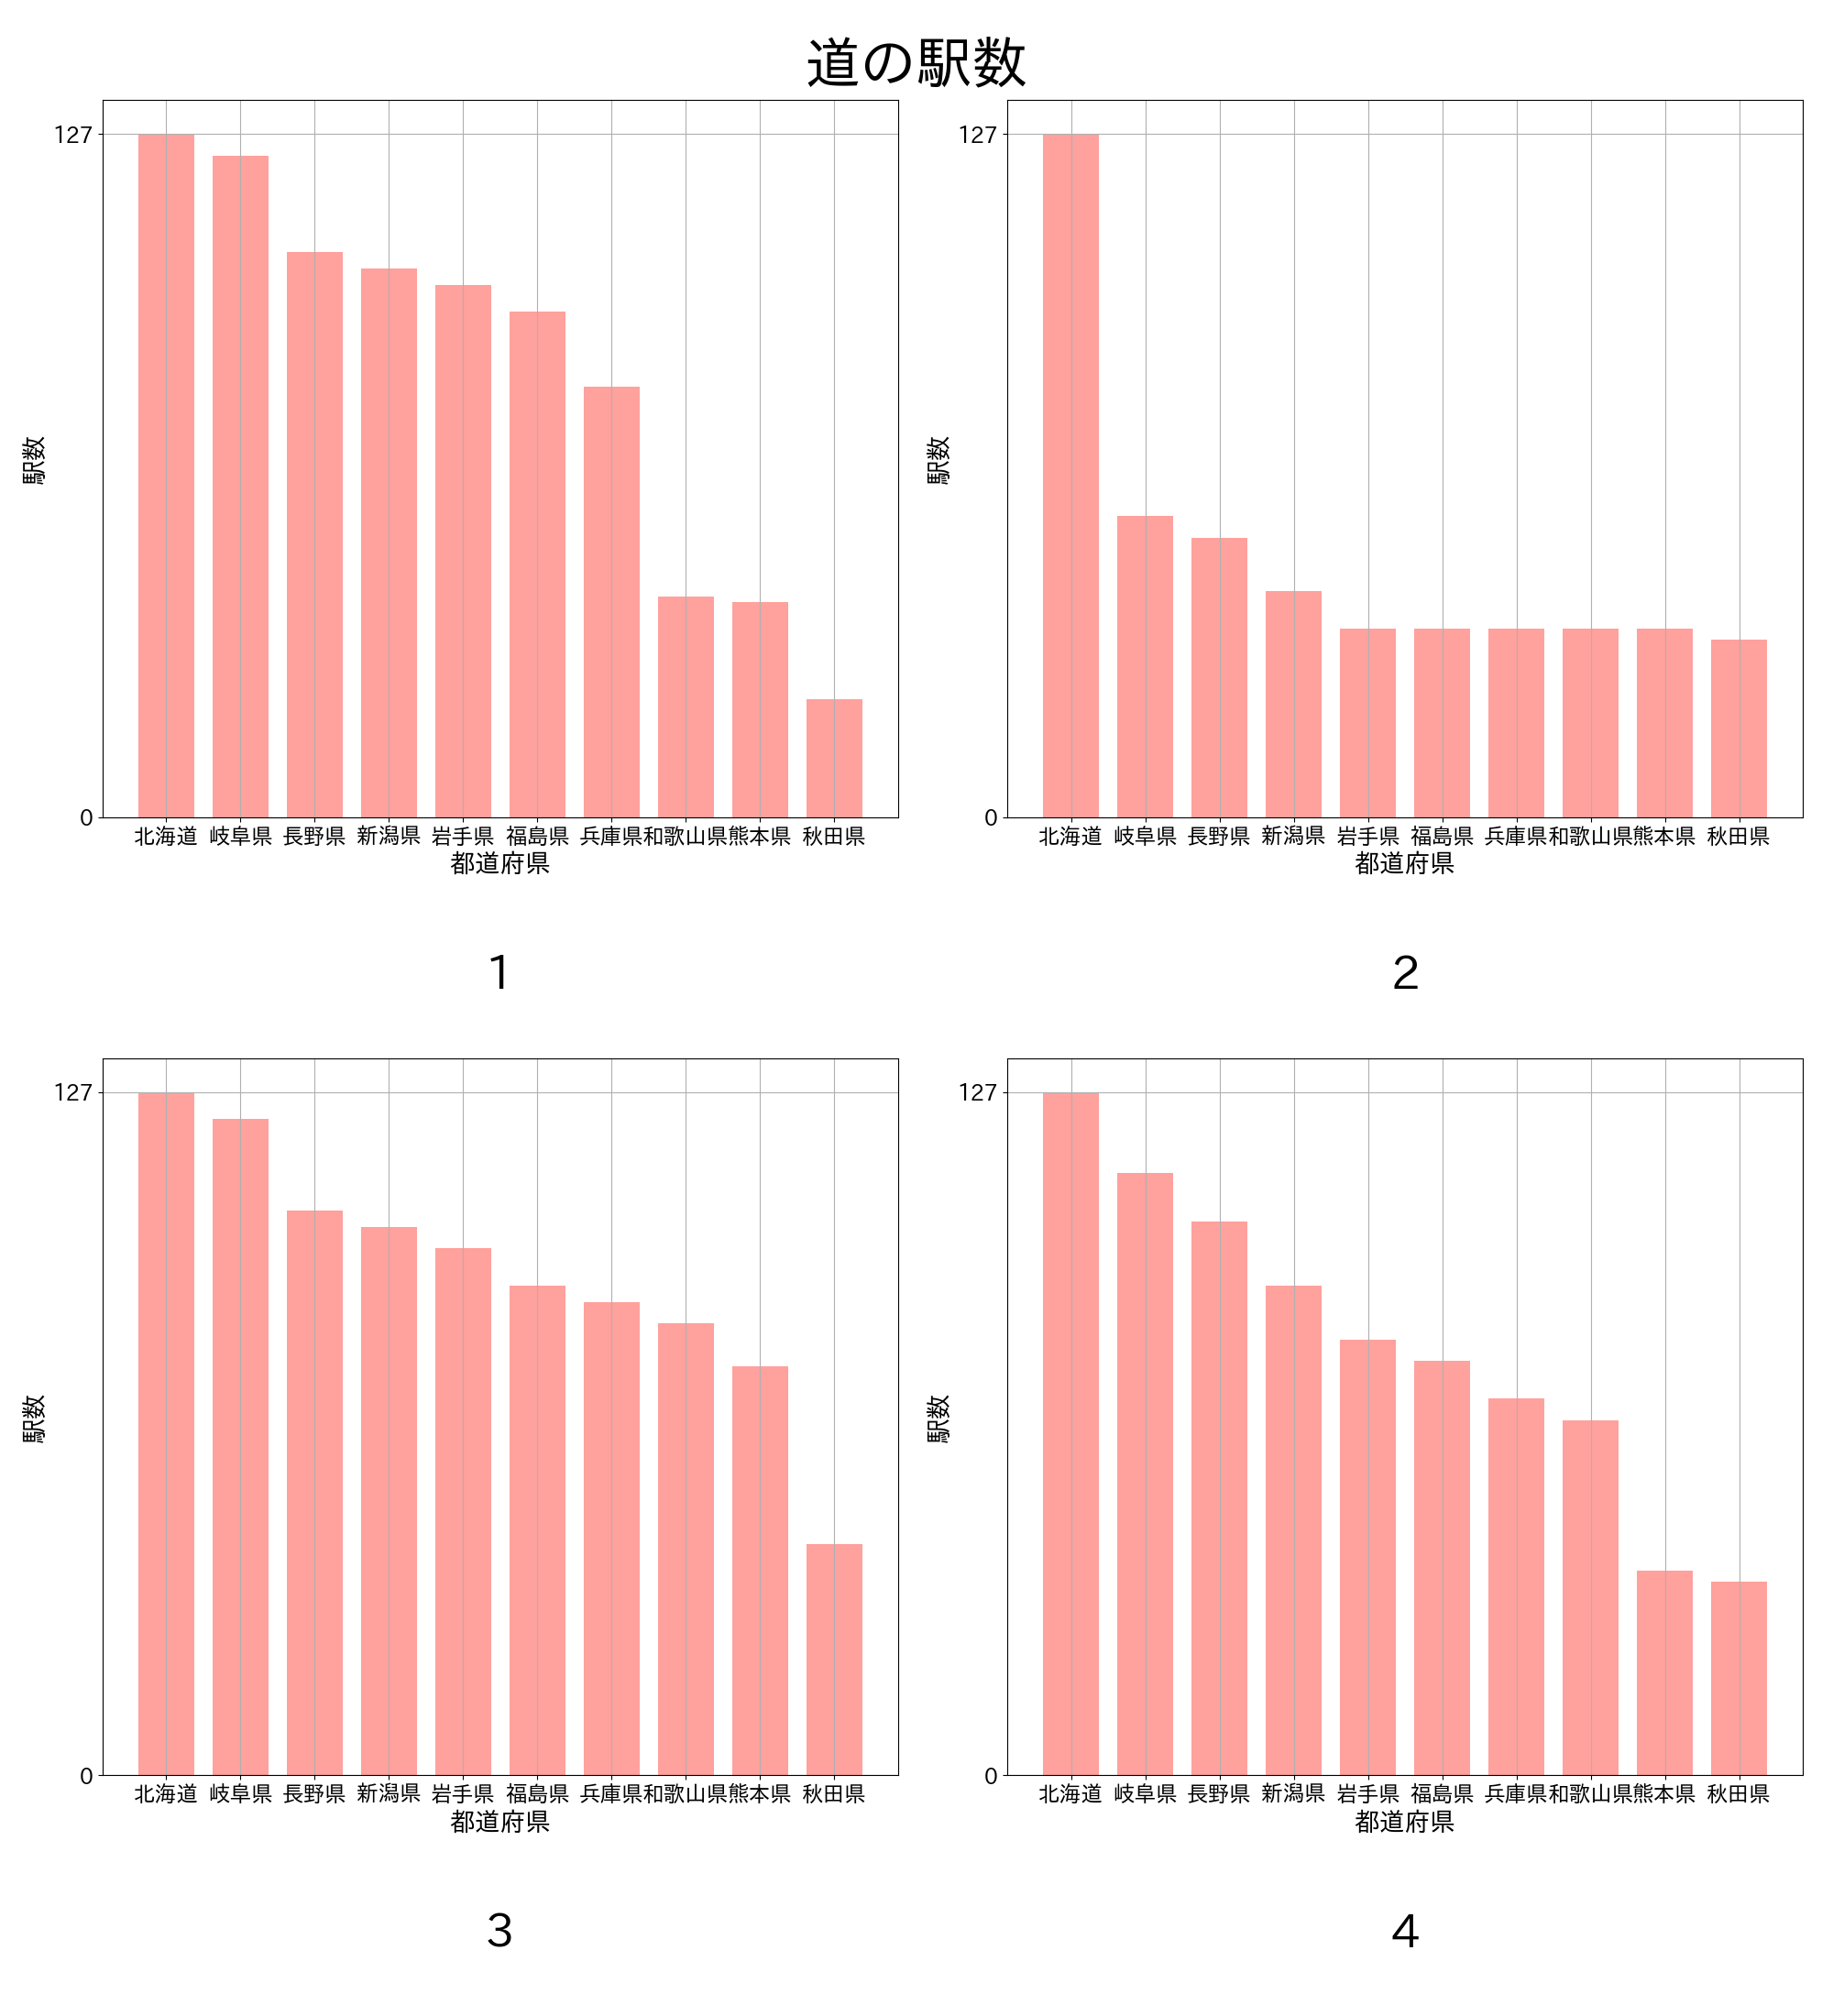 道の駅数
127
0
駅数
北海道 岐阜県 長野県 新潟県 岩手県 福島県 兵庫県 和歌山県 熊本県 秋田県
都道府県
1
127
0
駅数
北海道 岐阜県 長野県 新潟県 岩手県 福島県 兵庫県 和歌山県 熊本県 秋田県
都道府県
2
127
0
駅数
北海道 岐阜県 長野県 新潟県 岩手県 福島県 兵庫県 和歌山県 熊本県 秋田県
都道府県
3
127
0
駅数
北海道 岐阜県 長野県 新潟県 岩手県 福島県 兵庫県 和歌山県 熊本県 秋田県
都道府県
4